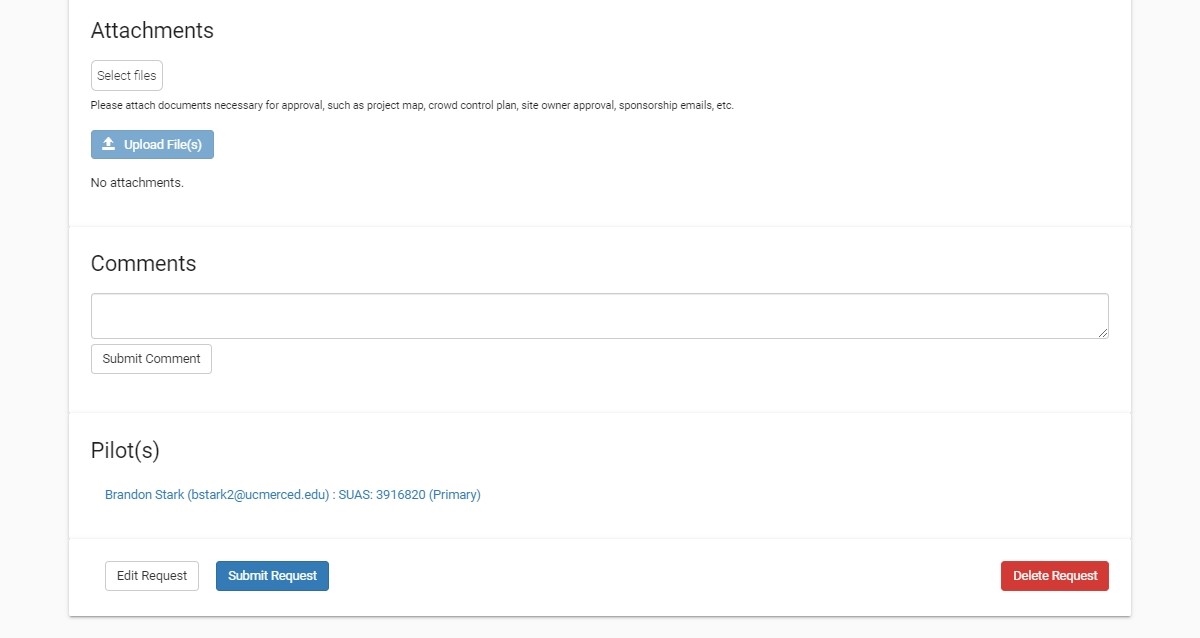 Attachments
Select files
Please attach documents necessary for approval, such as project map, crowd control plan, site owner approval, sponsorship emails, etc.
Upload File(s)
No attachments.
Comments
Submit Comment
Pilot(s)
Brandon Stark (bstark2@ucmerced.edu) : SUAS: 3916820 (Primary)
Edit Request Submit Request Delete Request